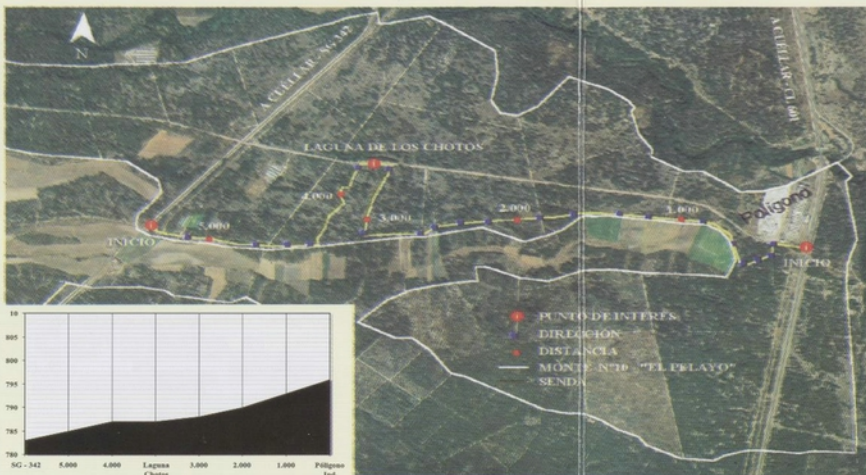 N
A CUELLAR - SG-342
A CUELLAR - CL 601
LAGUNA DE LOS CHOTOS
4.000
3.000
2.000
1.000
5.000
Polígono
INICIO
INICIO
PUNTO DE INTERÉS
DIRECCIÓN
DISTANCIA
MONTE Nº10 "EL PELAYO"
SENDA
10
805
800
795
790
785
780
SG - 342 5.000 4.000 Laguna Chotos 3.000 2.000 1.000 Polígono Ind.